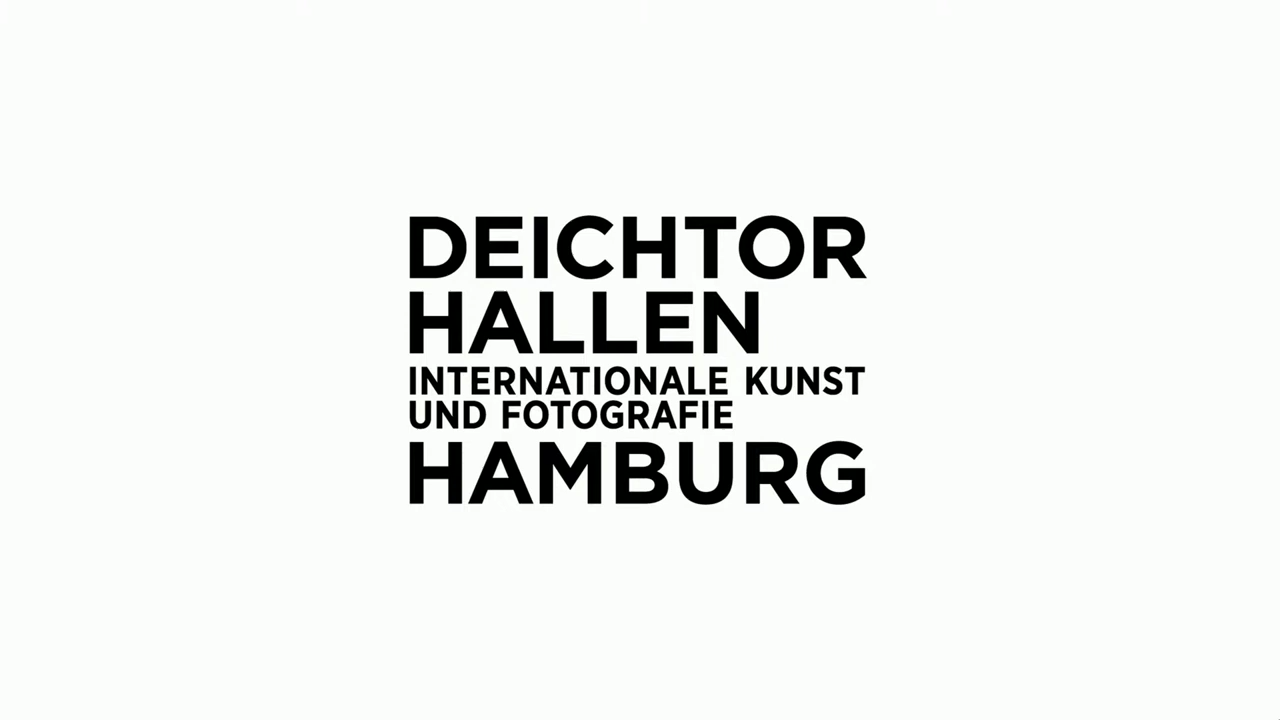 DEICHTOR
HALLEN
INTERNATIONALE KUNST
UND FOTOGRAFIE
HAMBURG